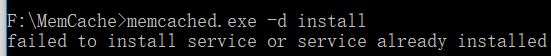 F:\MemCache>memcached.exe -d install
failed to install service or service already installed